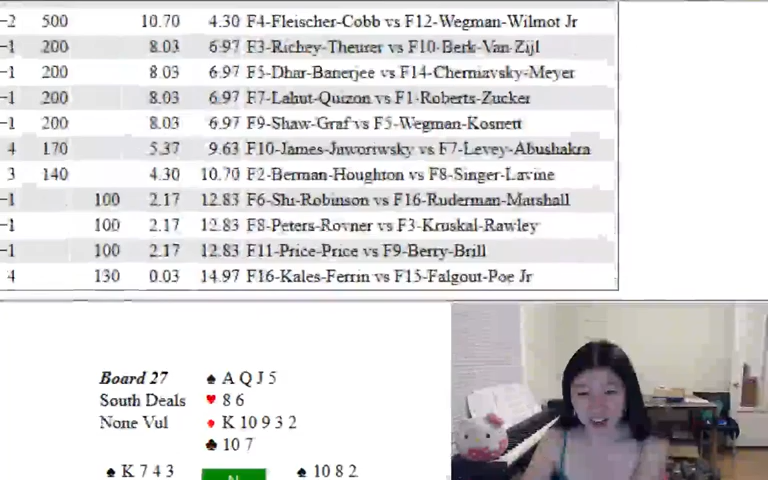 -2 500 10.70 4.30 F4-Fleischer-Cobb vs F12-Wegman-Wilmot Jr
-1 200 8.03 6.97 F3-Richey-Theurer vs F10-Berk-Van Zijl
-1 200 8.03 6.97 F5-Dhar-Banerjee vs F14-Cherniavsky-Meyer
-1 200 8.03 6.97 F7-Lahut-Quizon vs F1-Roberts-Zucker
-1 200 8.03 6.97 F9-Shaw-Graf vs F5-Wegman-Kosnett
4 170 5.37 9.63 F10-James-Jaworiwsky vs F7-Levey-Abushakra
3 140 4.30 10.70 F2-Berman-Houghton vs F8-Singer-Lavine
-1 100 2.17 12.83 F6-Shi-Robinson vs F16-Ruderman-Marshall
-1 100 2.17 12.83 F8-Peters-Rovner vs F3-Kruskal-Rawley
-1 100 2.17 12.83 F11-Price-Price vs F9-Berry-Brill
4 130 0.03 14.97 F16-Kales-Ferrin vs F15-Falgout-Poe Jr
Board 27 ♠ A Q J 5
South Deals ♥ 8 6
None Vul ♦ K 10 9 3 2
♣ 10 7
♠ K 7 4 3 N ♠ 10 8 2